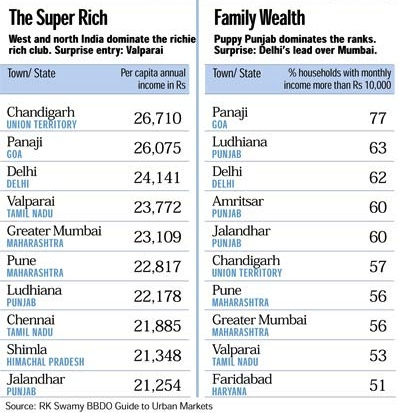 The Super Rich
West and north India dominate the richie
rich club. Surprise entry: Valparai
Town/ State
Per capita annual
income in Rs
Chandigarh
UNION TERRITORY
26,710
Panaji
GOA
26,075
Delhi
DELHI
24,141
Valparai
TAMIL NADU
23,772
Greater Mumbai
MAHARASHTRA
23,109
Pune
MAHARASHTRA
22,817
Ludhiana
PUNJAB
22,178
Chennai
TAMIL NADU
21,885
Shimla
HIMACHAL PRADESH
21,348
Jalandhar
PUNJAB
21,254
Family Wealth
Puppy Punjab dominates the ranks.
Surprise: Delhi's lead over Mumbai.
Town/ State
% households with monthly
income more than Rs 10,000
Panaji
GOA
77
Ludhiana
PUNJAB
63
Delhi
DELHI
62
Amritsar
PUNJAB
60
Jalandhar
PUNJAB
60
Chandigarh
UNION TERRITORY
57
Pune
MAHARASHTRA
56
Greater Mumbai
MAHARASHTRA
56
Valparai
TAMIL NADU
53
Faridabad
HARYANA
51
Source: RK Swamy BBDO Guide to Urban Markets